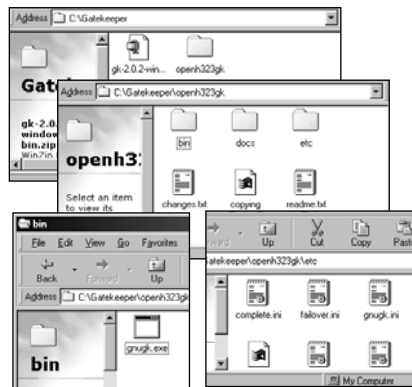 Address C:\Gatekeeper
gk-2.0.2-win... openh323gk
gk-2.0.
window
bin.zip
WinZip
Address C:\Gatekeeper\openh323gk
bin docs etc
openh3
Select an item
to view its
changes.txt copying readme.txt
bin
File Edit View Go Favorites
Back Forward Up
Address C:\Gatekeeper\openh323gk
bin
gnugk.exe
Up Cut Copy Paste
atekeeper\openh323gk\etc
complete.ini failover.ini gnugk.ini
My Computer